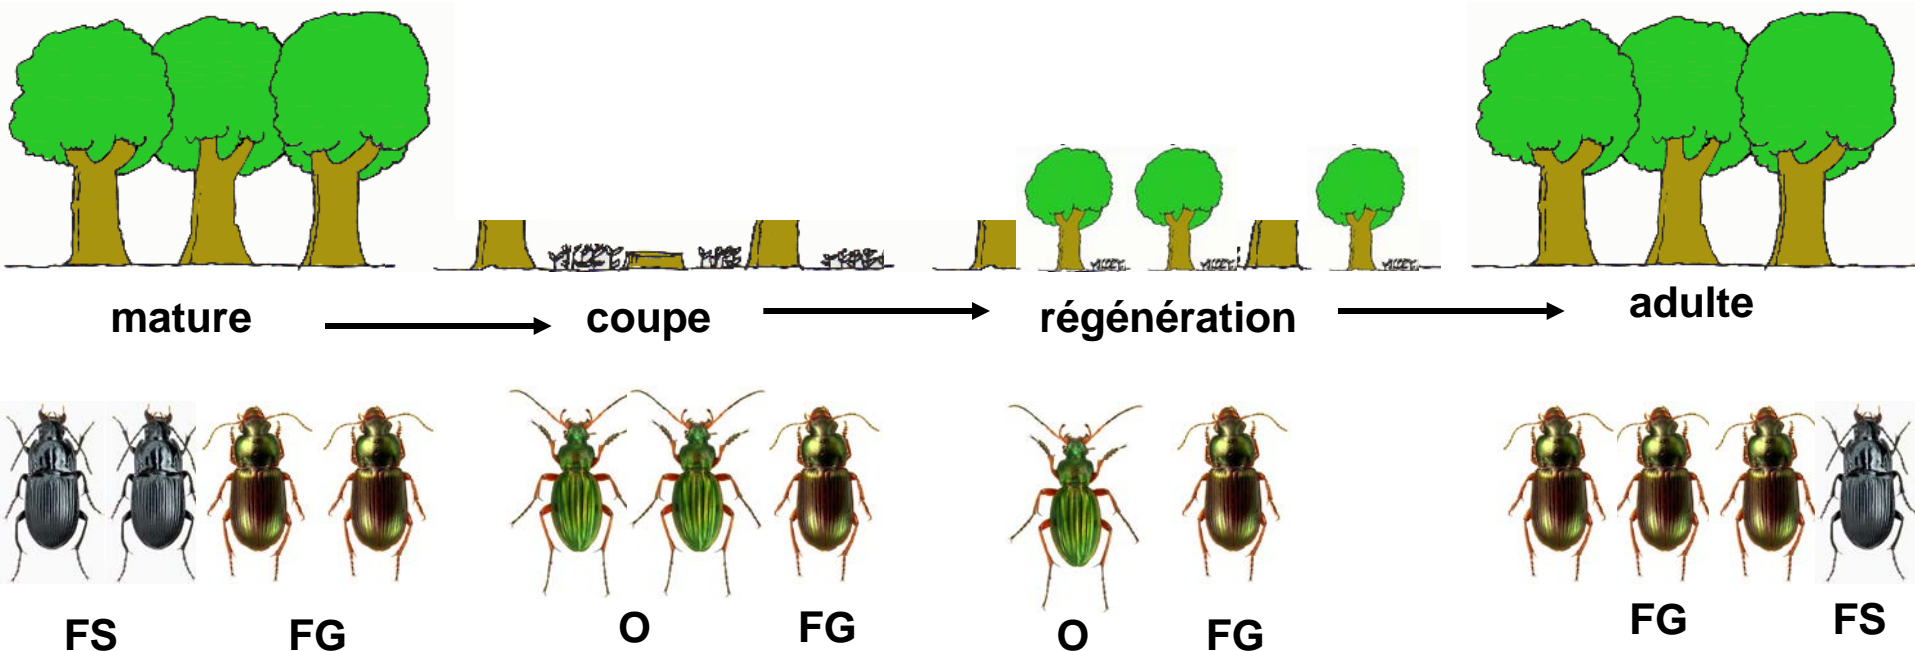 mature
coupe
régénération
adulte
FS
FG
O
FG
O
FG
FG
FS